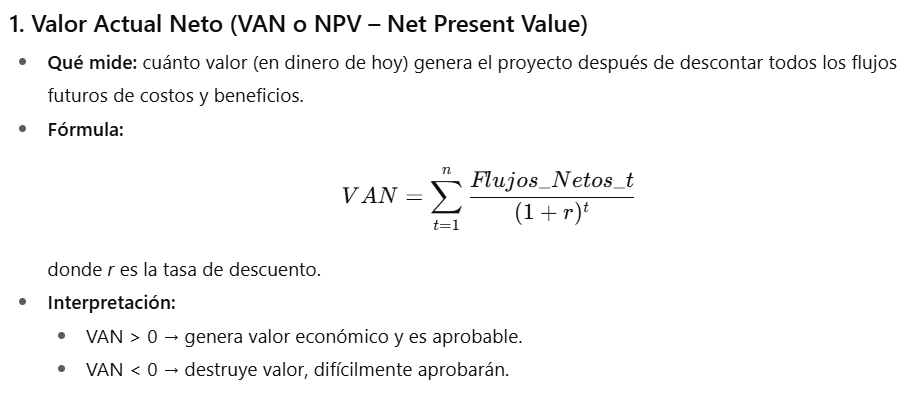 1. Valor Actual Neto (VAN o NPV – Net Present Value)
• Qué mide: cuánto valor (en dinero de hoy) genera el proyecto después de descontar todos los flujos
futuros de costos y beneficios.
• Fórmula:
VAN = \sum_{t=1}^{n} \frac{Flujos\_Netos\_t}{(1 + r)^t}
donde r es la tasa de descuento.
• Interpretación:
• VAN > 0 → genera valor económico y es aprobable.
• VAN < 0 → destruye valor, difícilmente aprobarán.